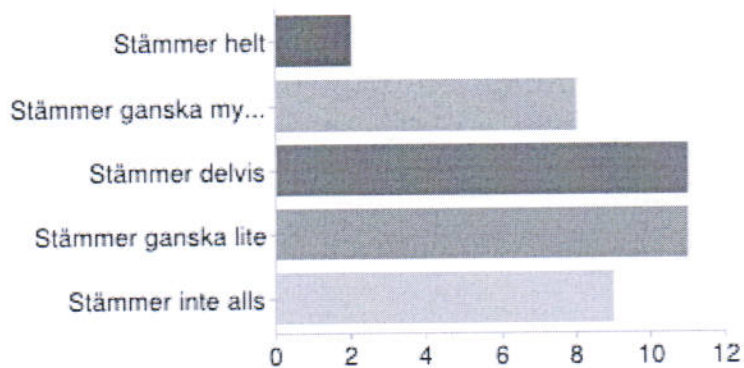 Stämmer helt
Stämmer ganska my...
Stämmer delvis
Stämmer ganska lite
Stämmer inte alls
0 2 4 6 8 10 12